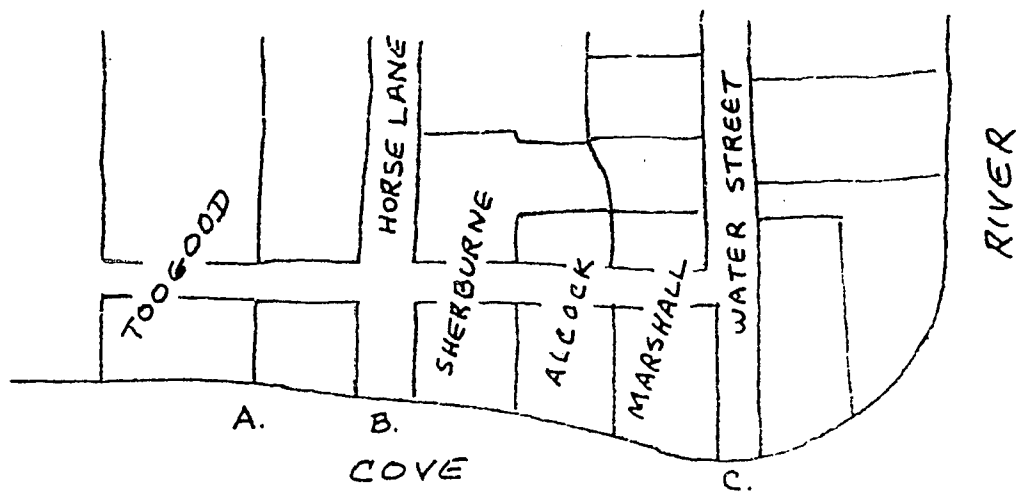 HORSE LANE
WATER STREET
RIVER
TOOGOOD
SHERBURNE
ALCOCK
MARSHALL
A.
B.
COVE
C.